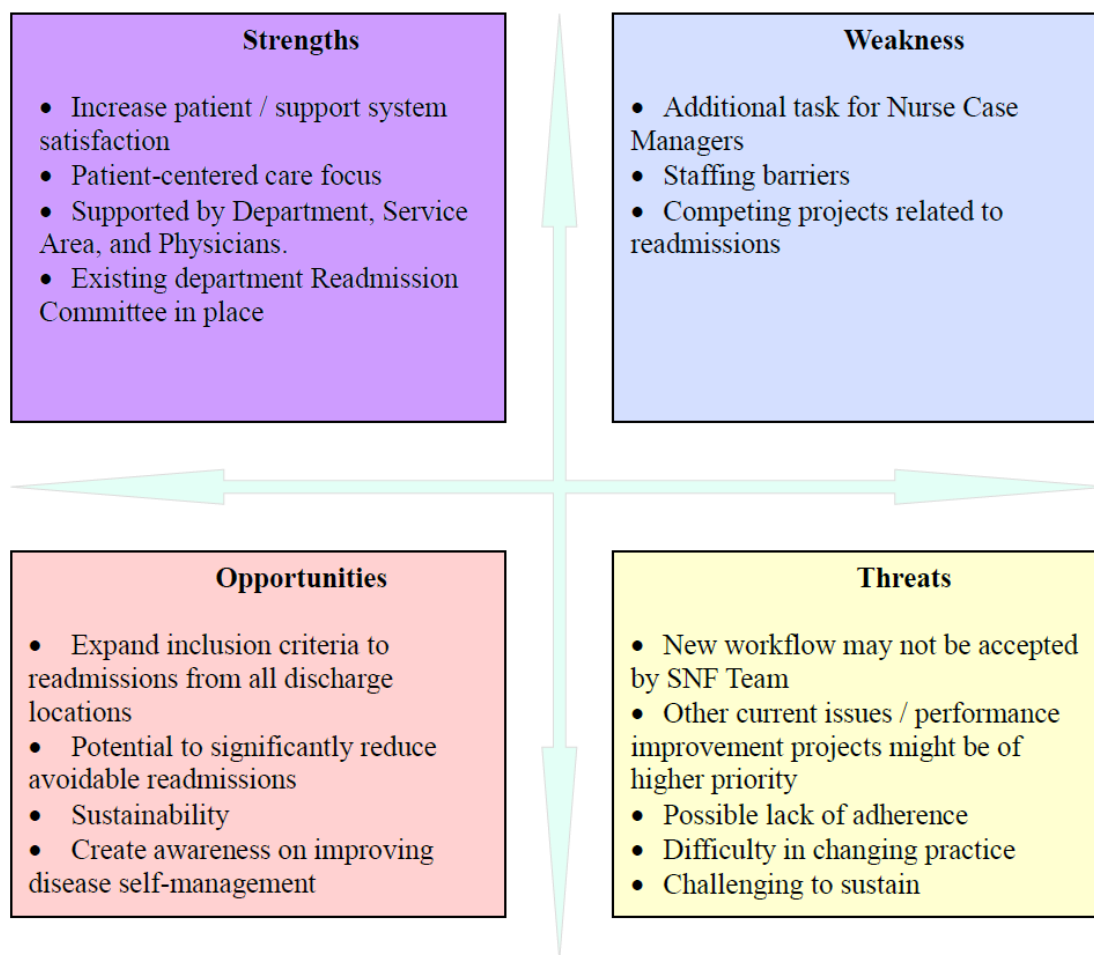 Strengths
• Increase patient / support system
satisfaction
• Patient-centered care focus
• Supported by Department, Service
Area, and Physicians.
• Existing department Readmission
Committee in place
Weakness
• Additional task for Nurse Case
Managers
• Staffing barriers
• Competing projects related to
readmissions
Opportunities
• Expand inclusion criteria to
readmissions from all discharge
locations
• Potential to significantly reduce
avoidable readmissions
• Sustainability
• Create awareness on improving
disease self-management
Threats
• New workflow may not be accepted
by SNF Team
• Other current issues / performance
improvement projects might be of
higher priority
• Possible lack of adherence
• Difficulty in changing practice
• Challenging to sustain